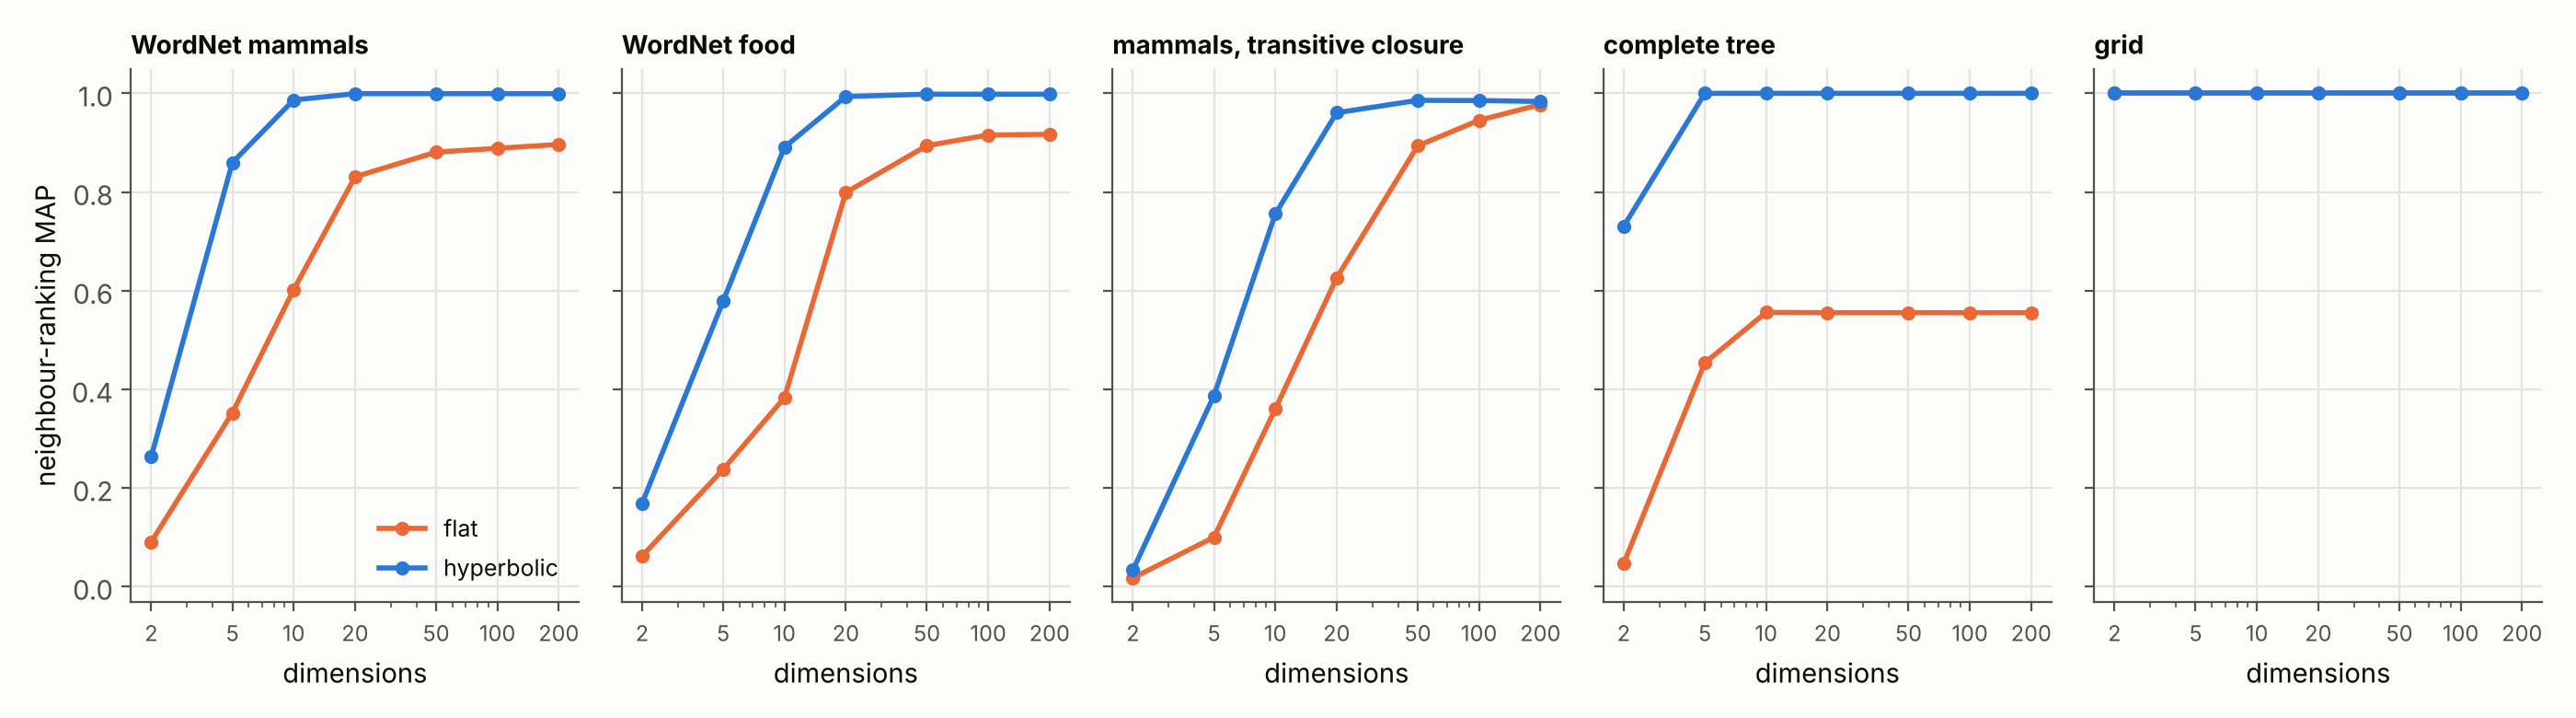 WordNet mammals
WordNet food
mammals, transitive closure
complete tree
grid
neighbour-ranking MAP
1.0
0.8
0.6
0.4
0.2
0.0
flat
hyperbolic
2 5 10 20 50 100 200
2 5 10 20 50 100 200
2 5 10 20 50 100 200
2 5 10 20 50 100 200
2 5 10 20 50 100 200
dimensions
dimensions
dimensions
dimensions
dimensions